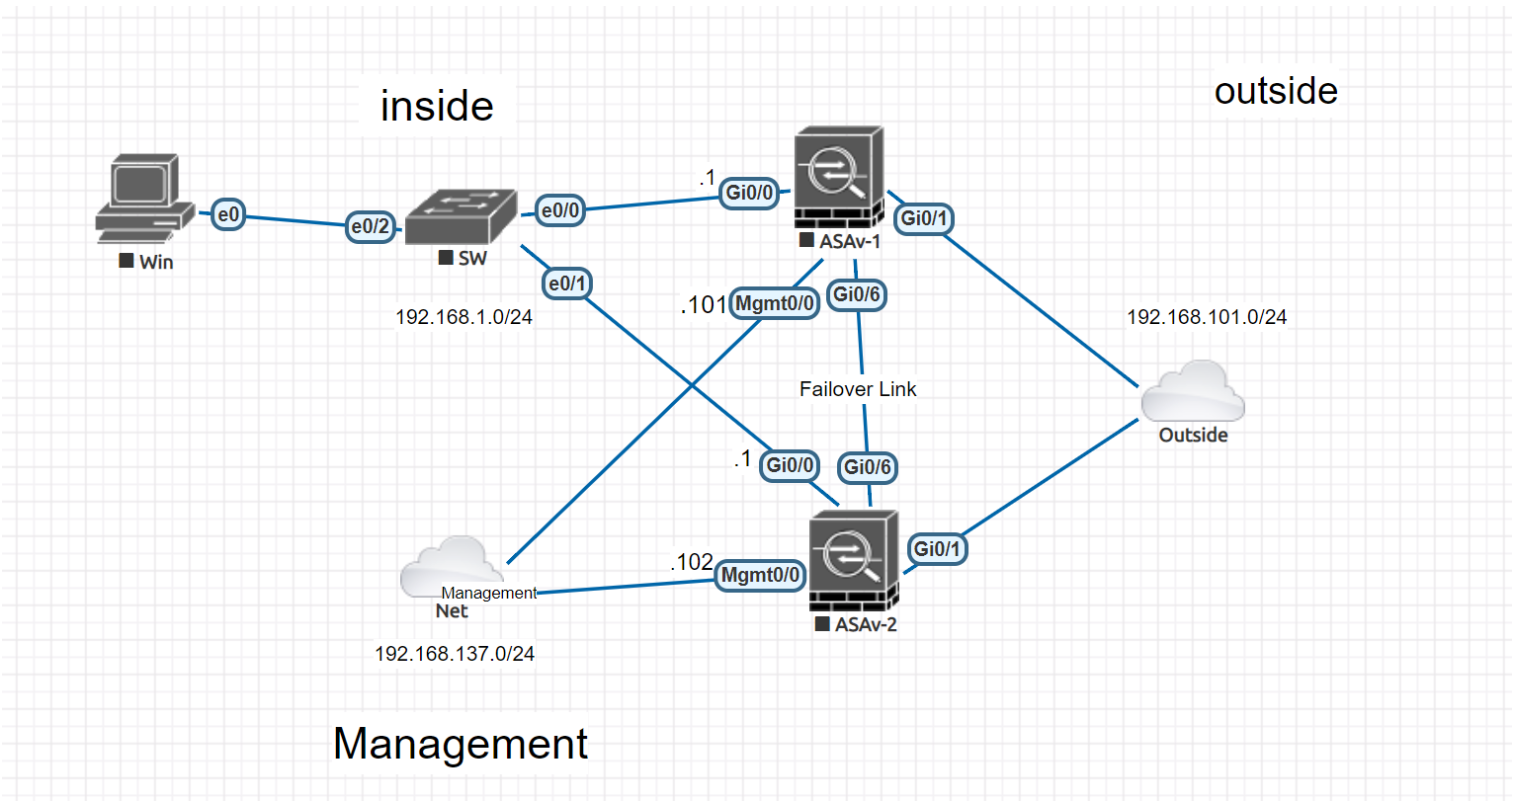 inside
outside
.1
Gi0/0
e0
e0/2
e0/0
Gi0/1
ASAv-1
Win
SW
e0/1
.101
Mgmt0/0
Gi0/6
192.168.1.0/24
192.168.101.0/24
Failover Link
Outside
.1
Gi0/0
Gi0/6
Gi0/1
.102
Mgmt0/0
Management
Net
ASAv-2
192.168.137.0/24
Management